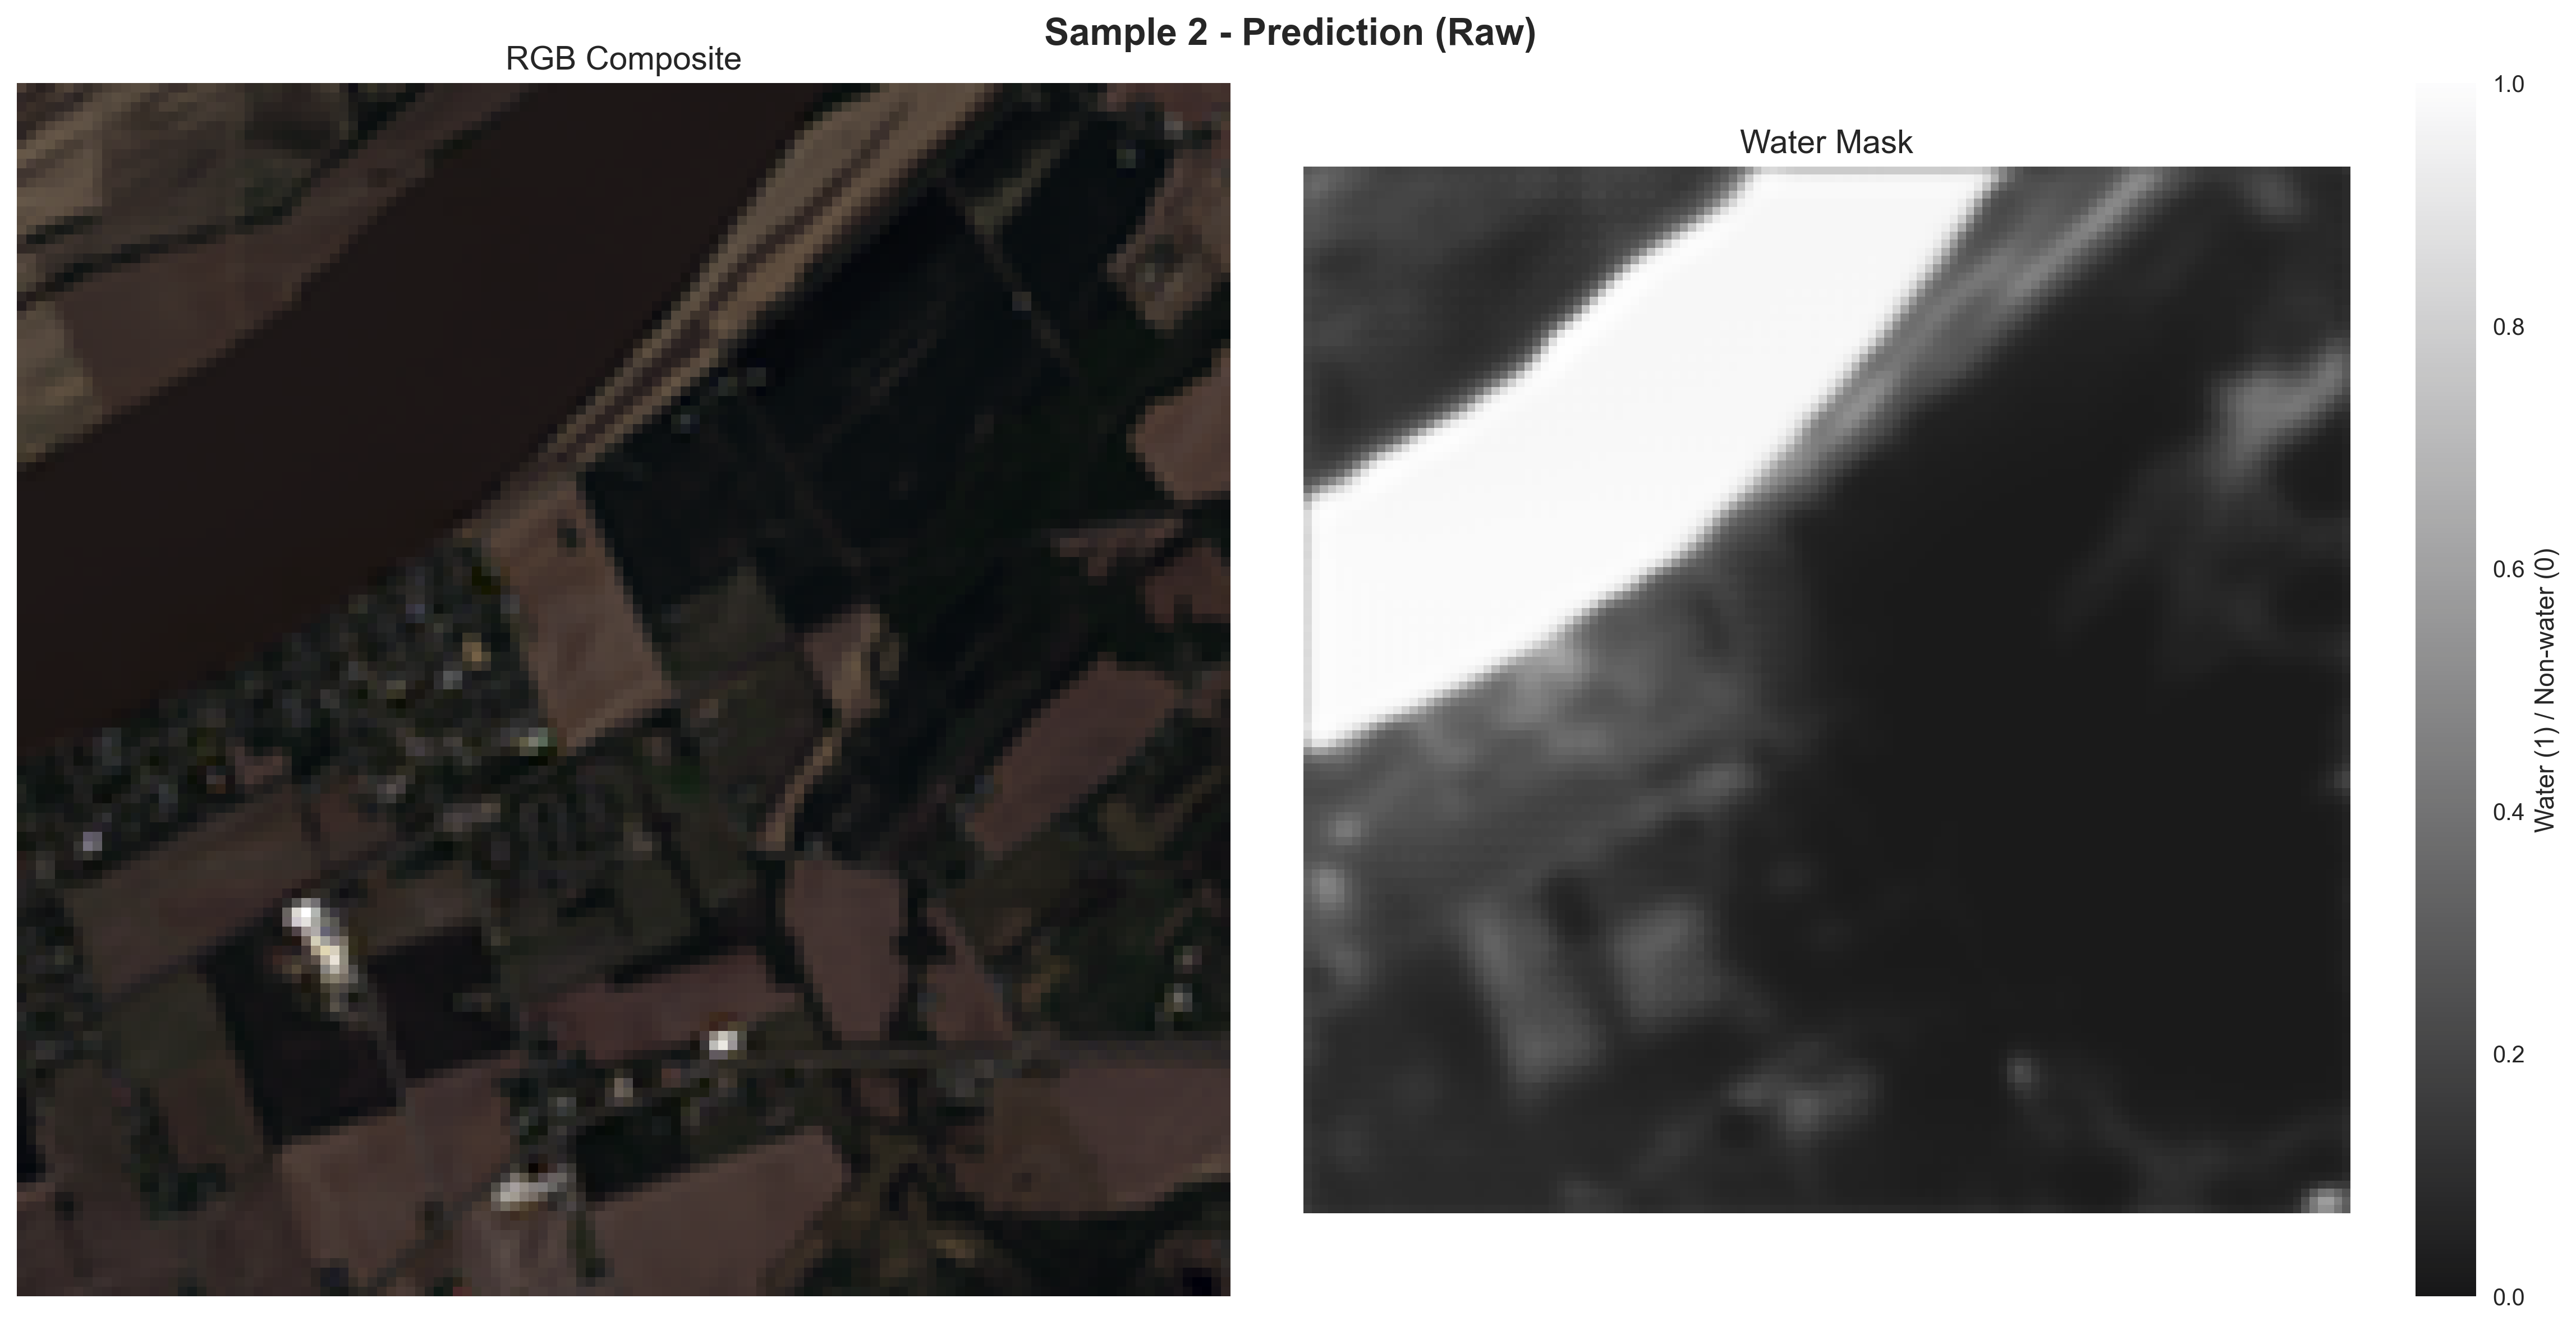 Sample 2 - Prediction (Raw)
RGB Composite
Water Mask
1.0
0.8
0.6
0.4
0.2
0.0
Water (1) / Non-water (0)